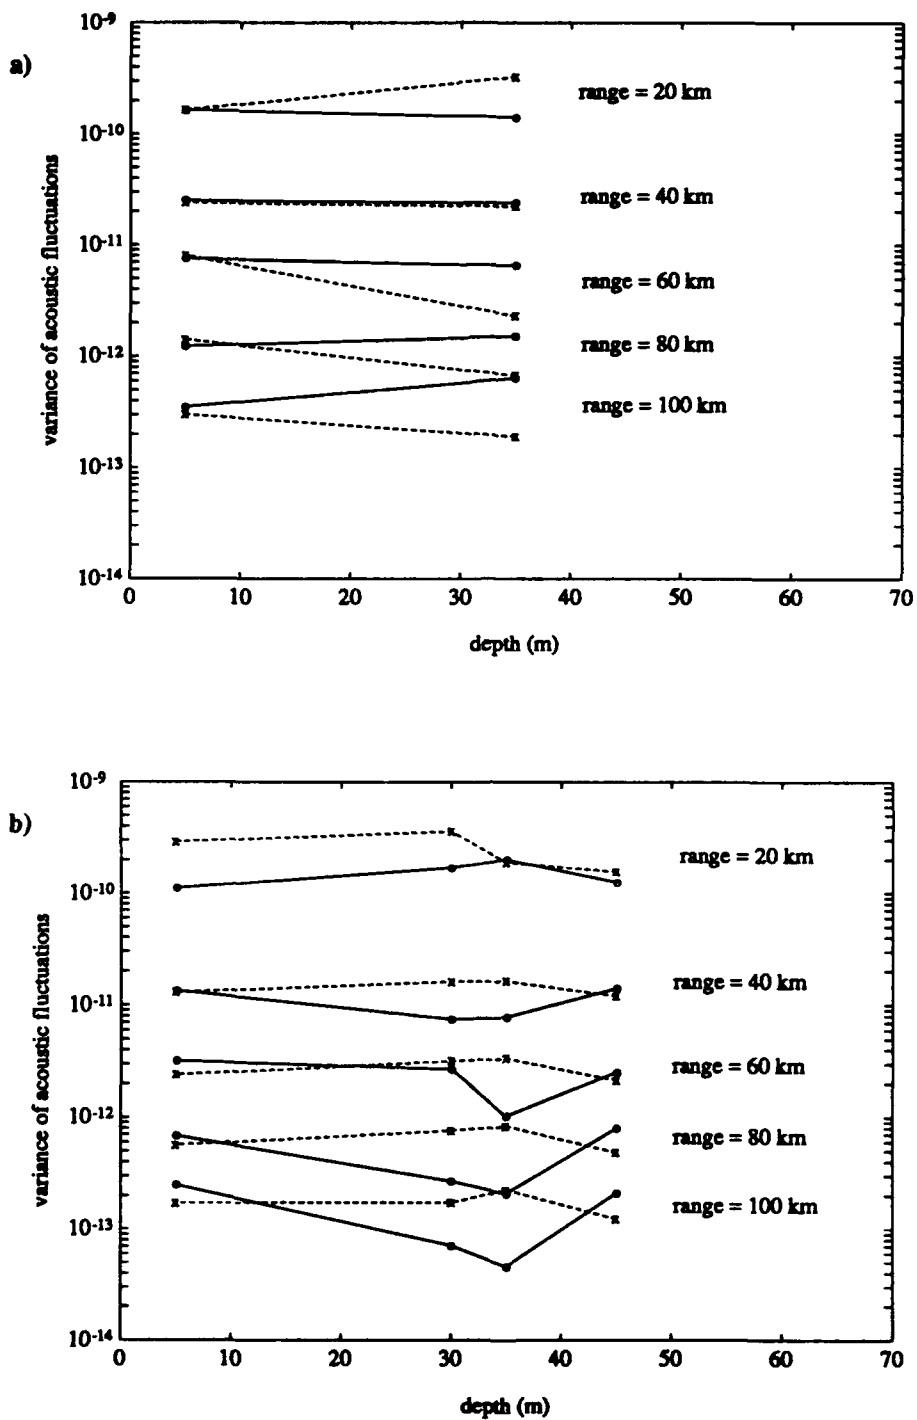 a)
variance of acoustic fluctuations
10-9
10-10
10-11
10-12
10-13
10-14
range = 20 km
range = 40 km
range = 60 km
range = 80 km
range = 100 km
0 10 20 30 40 50 60 70
depth (m)
b)
variance of acoustic fluctuations
10-9
10-10
10-11
10-12
10-13
10-14
range = 20 km
range = 40 km
range = 60 km
range = 80 km
range = 100 km
0 10 20 30 40 50 60 70
depth (m)